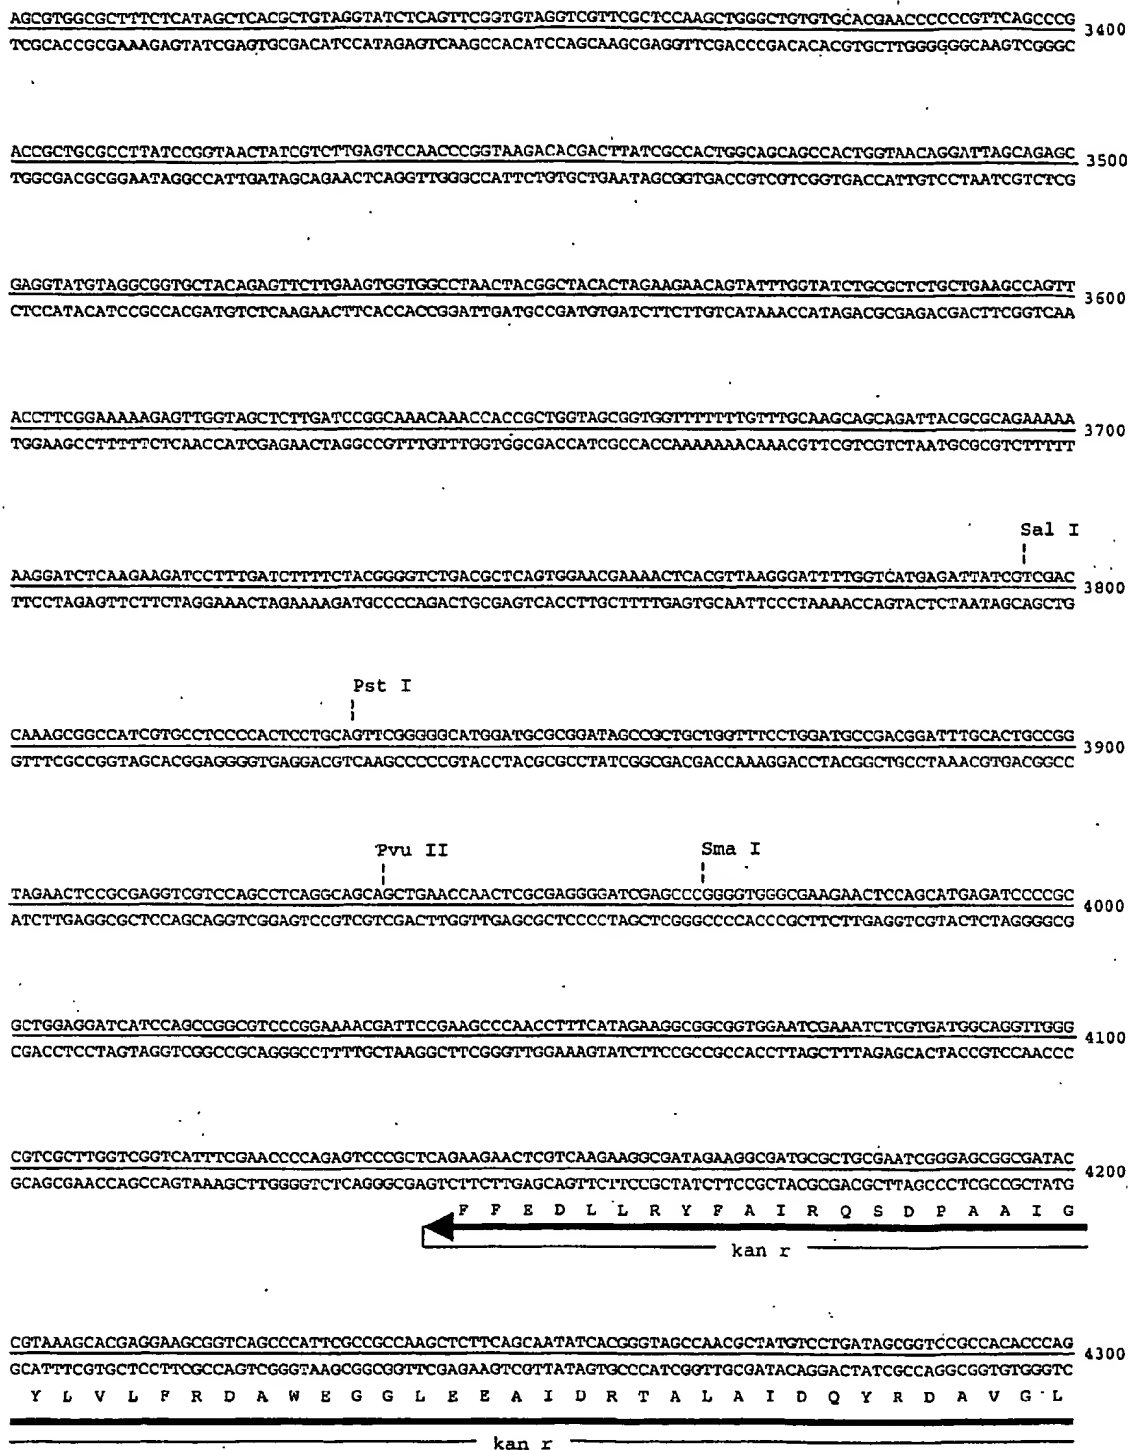 AGCGTGGCGCTTTCTCATAGCTCACGCTGTAGGTATCTCAGTTCGGTGTAGGTCGTTCGCTCCAAGCTGGGCTGTGTGCACGAACCCCCCGTTCAGCCCG
3400
TCGCACCGCGAAAGAGTATCGAGTGCGACATCCATAGAGTCAAGCCACATCCAGCAAGCGAGGTTCGACCCGACACACGTGCTTGGGGGGCAAGTCGGGC
ACCGCTGCGCCTTATCCGGTAACTATCGTCTTGAGTCCAACCCGGTAAGACACGACTTATCGCCACTGGCAGCAGCCACTGGTAACAGGATTAGCAGAGC
3500
TGGCGACGCGGAATAGGCCATTGATAGCAGAACTCAGGTTGGGCCATTCTGTGCTGAATAGCGGTGACCGTCGTCGGTGACCATTGTCCTAATCGTCTCG
GAGGTATGTAGGCGGTGCTACAGAGTTCTTGAAGTGGTGGCCTAACTACGGCTACACTAGAAGAACAGTATTTGGTATCTGCGCTCTGCTGAAGCCAGTT
3600
CTCCATACATCCGCCACGATGTCTCAAGAACTTCACCACCGGATTGATGCCGATGTGATCTTCTTGTCATAAACCATAGACGCGAGACGACTTCGGTCAA
ACCTTCGGAAAAAGAGTTGGTAGCTCTTGATCCGGCAAACAAACCACCGCTGGTAGCGGTGGTTTTTTTGTTTGCAAGCAGCAGATTACGCGCAGAAAAA
3700
TGGAAGCCTTTTTCTCAACCATCGAGAACTAGGCCGTTTGTTTGGTGGCGACCATCGCCACCAAAAAAACAAACGTTCGTCGTCTAATGCGCGTCTTTTT
Sal I
AAGGATCTCAAGAAGATCCTTTGATCTTTTCTACGGGGTCTGACGCTCAGTGGAACGAAAACTCACGTTAAGGGATTTTGGTCATGAGATTATCGTCGAC
3800
TTCCTAGAGTTCTTCTAGGAAACTAGAAAAGATGCCCCAGACTGCGAGTCACCTTGCTTTTGAGTGCAATTCCCTAAAACCAGTACTCTAATAGCAGCTG
Pst I
CAAAGCGGCCATCGTGCCTCCCCACTCCTGCAGTTCGGGGGCATGGATGCGCGGATAGCCGCTGCTGGTTTCCTGGATGCCGACGGATTTGCACTGCCGG
3900
GTTTCGCCGGTAGCACGGAGGGGTGAGGACGTCAAGCCCCCGTACCTACGCGCCTATCGGCGACGACCAAAGGACCTACGGCTGCCTAAACGTGACGGCC
Pvu II Sma I
TAGAACTCCGCGAGGTCGTCCAGCCTCAGGCAGCAGCTGAACCAACTCGCGAGGGGATCGAGCCCGGGGTGGGCGAAGAACTCCAGCATGAGATCCCCGC
4000
ATCTTGAGGCGCTCCAGCAGGTCGGAGTCCGTCGTCGACTTGGTTGAGCGCTCCCCTAGCTCGGGCCCCACCCGCTTCTTGAGGTCGTACTCTAGGGGCG
GCTGGAGGATCATCCAGCCGGCGTCCCGGAAAACGATTCCGAAGCCCAACCTTTCATAGAAGGCGGCGGTGGAATCGAAATCTCGTGATGGCAGGTTGGG
4100
CGACCTCCTAGTAGGTCGGCCGCAGGGCCTTTTGCTAAGGCTTCGGGTTGGAAAGTATCTTCCGCCGCCACCTTAGCTTTAGAGCACTACCGTCCAACCC
CGTCGCTTGGTCGGTCATTTCGAACCCCAGAGTCCCGCTCAGAAGAACTCGTCAAGAAGGCGATAGAAGGCGATGCGCTGCGAATCGGGAGCGGCGATAC
4200
GCAGCGAACCAGCCAGTAAAGCTTGGGGTCTCAGGGCGAGTCTTCTTGAGCAGTTCTTCCGCTATCTTCCGCTACGCGACGCTTAGCCCTCGCCGCTATG
F F E D L L R Y F A I R Q S D P A A I G
kan r
CGTAAAGCACGAGGAAGCGGTCAGCCCATTCGCCGCCAAGCTCTTCAGCAATATCACGGGTAGCCAACGCTATGTCCTGATAGCGGTCCGCCACACCCAG
4300
GCATTTCGTGCTCCTTCGCCAGTCGGGTAAGCGGCGGTTCGAGAAGTCGTTATAGTGCCCATCGGTTGCGATACAGGACTATCGCCAGGCGGTGTGGGTC
Y L V L F R D A W E G G L E E A I D R T A L A I D Q Y R D A V G L
kan r